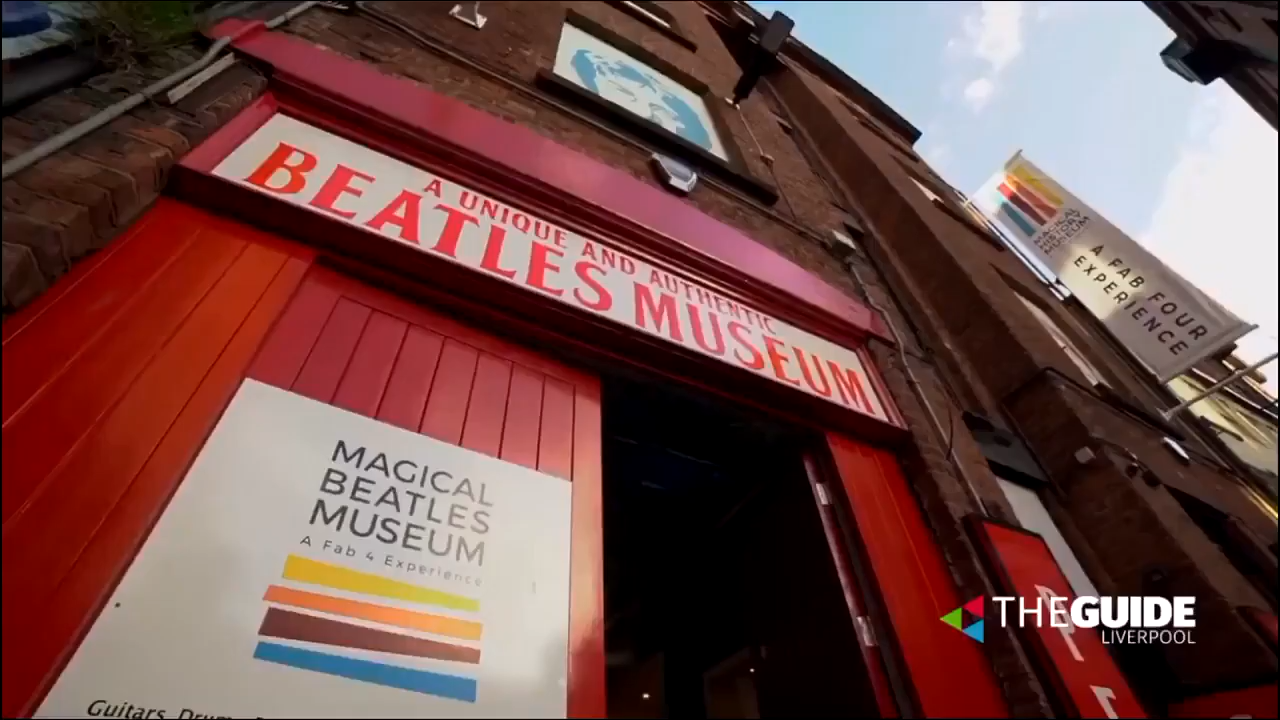 A UNIQUE AND AUTHENTIC
BEATLES MUSEUM
MAGICAL
HISTORY
MUSEUM
A FAB FOUR
EXPERIENCE
MAGICAL
BEATLES
MUSEUM
A Fab 4 Experience
Guitars,
THEGUIDE
LIVERPOOL